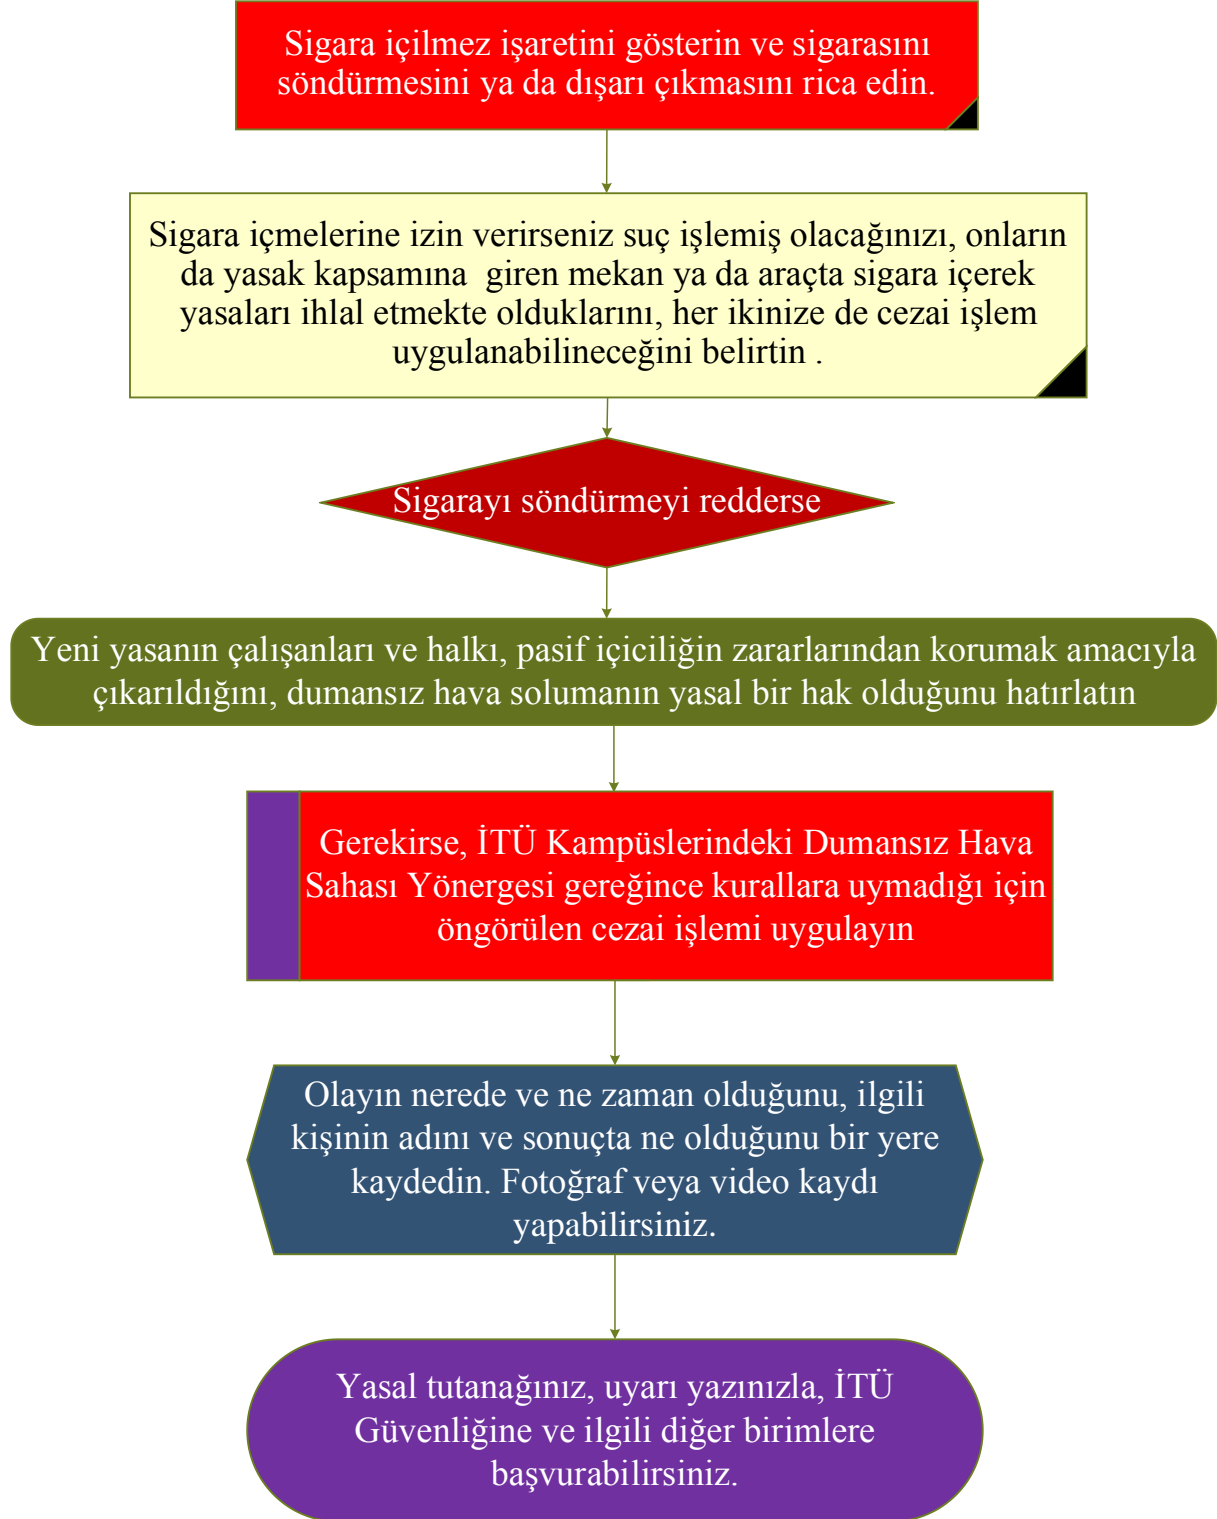 Sigara içilmez işaretini gösterin ve sigarasını
söndürmesini ya da dışarı çıkmasını rica edin.
Sigara içmelerine izin verirseniz suç işlemiş olacağınızı, onların
da yasak kapsamına  giren mekan ya da araçta sigara içerek
yasaları ihlal etmekte olduklarını, her ikinize de cezai işlem
uygulanabilineceğini belirtin .
Sigarayı söndürmeyi redderse
Yeni yasanın çalışanları ve halkı, pasif içiciliğin zararlarından korumak amacıyla
çıkarıldığını, dumansız hava solumanın yasal bir hak olduğunu hatırlatın
Gerekirse, İTÜ Kampüslerindeki Dumansız Hava
Sahası Yönergesi gereğince kurallara uymadığı için
öngörülen cezai işlemi uygulayın
Olayın nerede ve ne zaman olduğunu, ilgili
kişinin adını ve sonuçta ne olduğunu bir yere
kaydedin. Fotoğraf veya video kaydı
yapabilirsiniz.
Yasal tutanağınız, uyarı yazınızla, İTÜ
Güvenliğine ve ilgili diğer birimlere
başvurabilirsiniz.